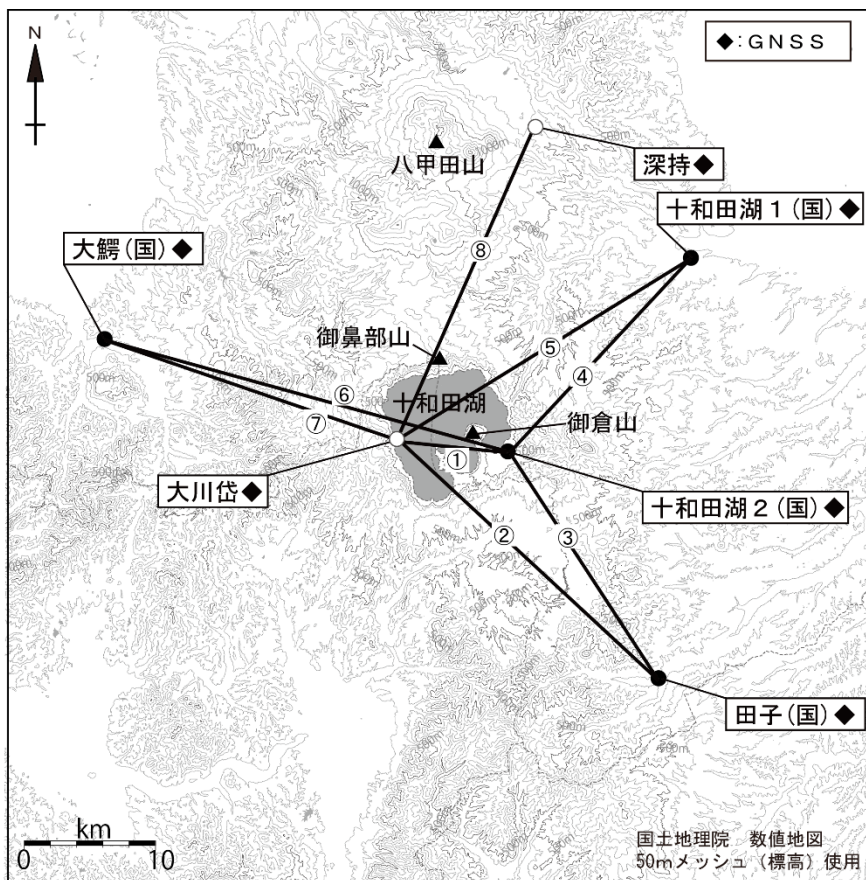 N
◆:GNSS
八甲田山
深持◆
十和田湖1(国)◆
大鰐(国)◆
⑧
御鼻部山
⑤
④
⑥
十和田湖
⑦
御倉山
①
大川岱◆
十和田湖2(国)◆
②
③
田子(国)◆
km
0 10
国土地理院 数値地図
50mメッシュ(標高)使用
500m
1000m